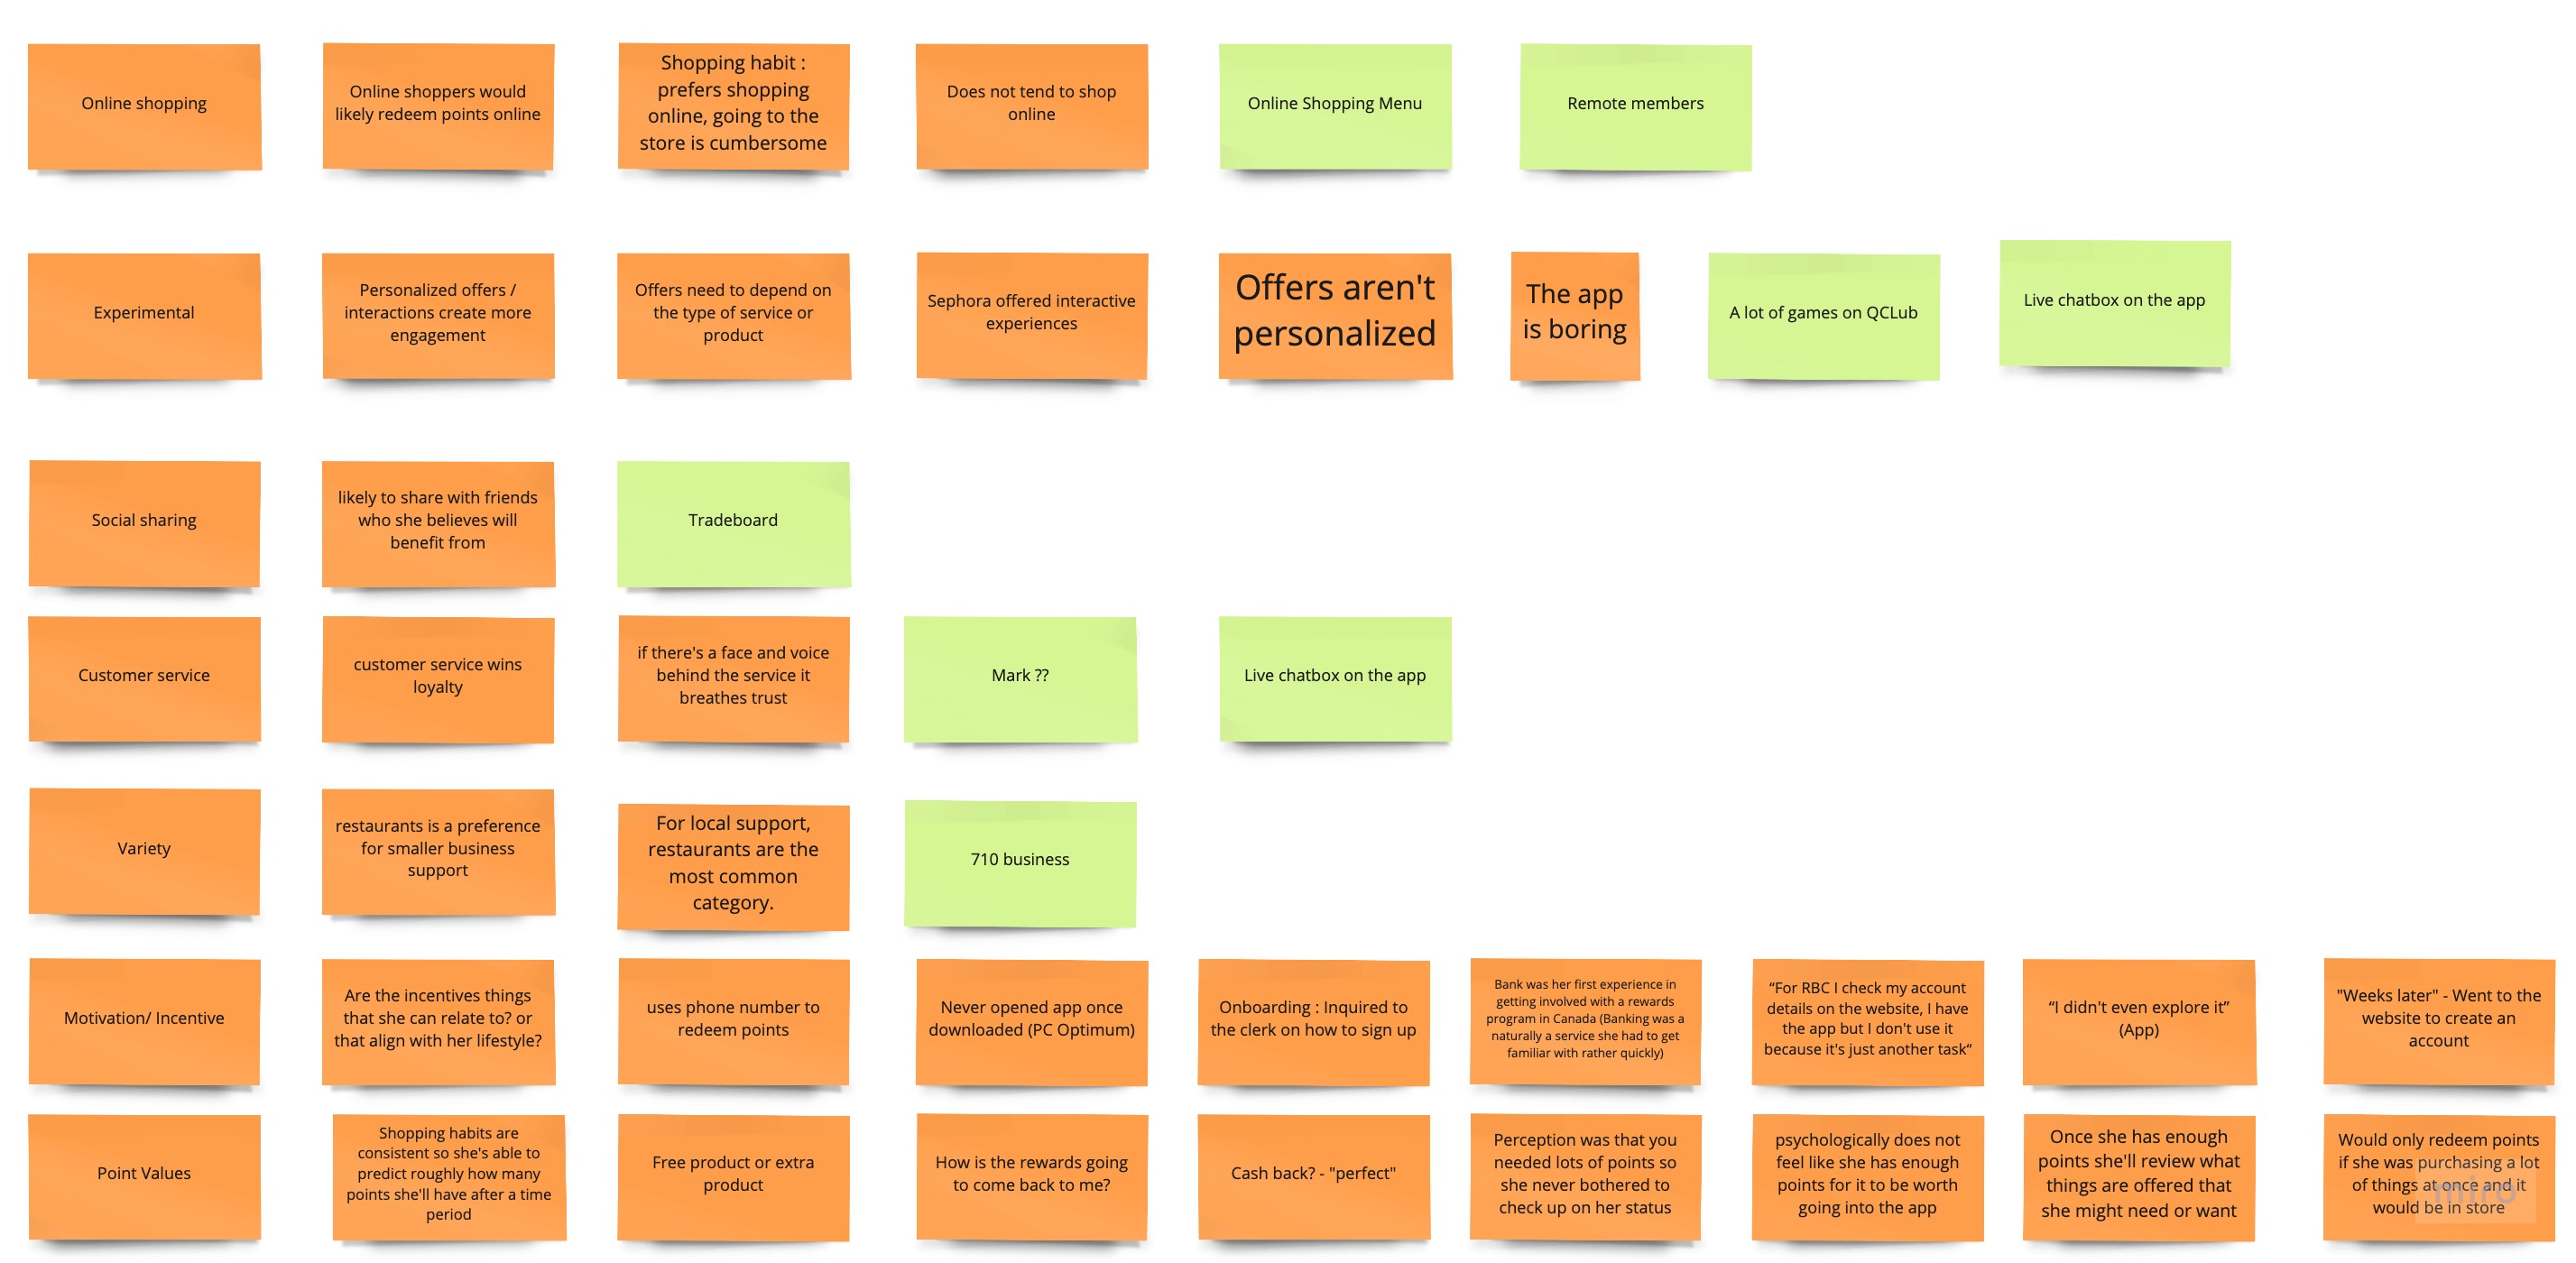 Online shopping
Online shoppers would
likely redeem points online
Shopping habit :
prefers shopping
online, going to the
store is cumbersome
Does not tend to shop
online
Online Shopping Menu
Remote members
Experimental
Personalized offers /
interactions create more
engagement
Offers need to depend on
the type of service or
product
Sephora offered interactive
experiences
Offers aren't
personalized
The app
is boring
A lot of games on QCLub
Live chatbox on the app
Social sharing
likely to share with friends
who she believes will
benefit from
Tradeboard
Customer service
customer service wins
loyalty
if there's a face and voice
behind the service it
breathes trust
Mark ??
Live chatbox on the app
Variety
restaurants is a preference
for smaller business
support
For local support,
restaurants are the
most common
category.
710 business
Motivation/ Incentive
Are the incentives things
that she can relate to? or
that align with her lifestyle?
uses phone number to
redeem points
Never opened app once
downloaded (PC Optimum)
Onboarding : Inquired to
the clerk on how to sign up
Bank was her first experience in
getting involved with a rewards
program in Canada (Banking was a
naturally a service she had to get
familiar with rather quickly)
“For RBC I check my account
details on the website, I have
the app but I don't use it
because it's just another task“
“I didn't even explore it”
(App)
"Weeks later" - Went to the
website to create an
account
Point Values
Shopping habits are
consistent so she's able to
predict roughly how many
points she'll have after a time
period
Free product or extra
product
How is the rewards going
to come back to me?
Cash back? - "perfect"
Perception was that you
needed lots of points so
she never bothered to
check up on her status
psychologically does not
feel like she has enough
points for it to be worth
going into the app
Once she has enough
points she'll review what
things are offered that
she might need or want
Would only redeem points
if she was purchasing a lot
of things at once and it
would be in store
miro